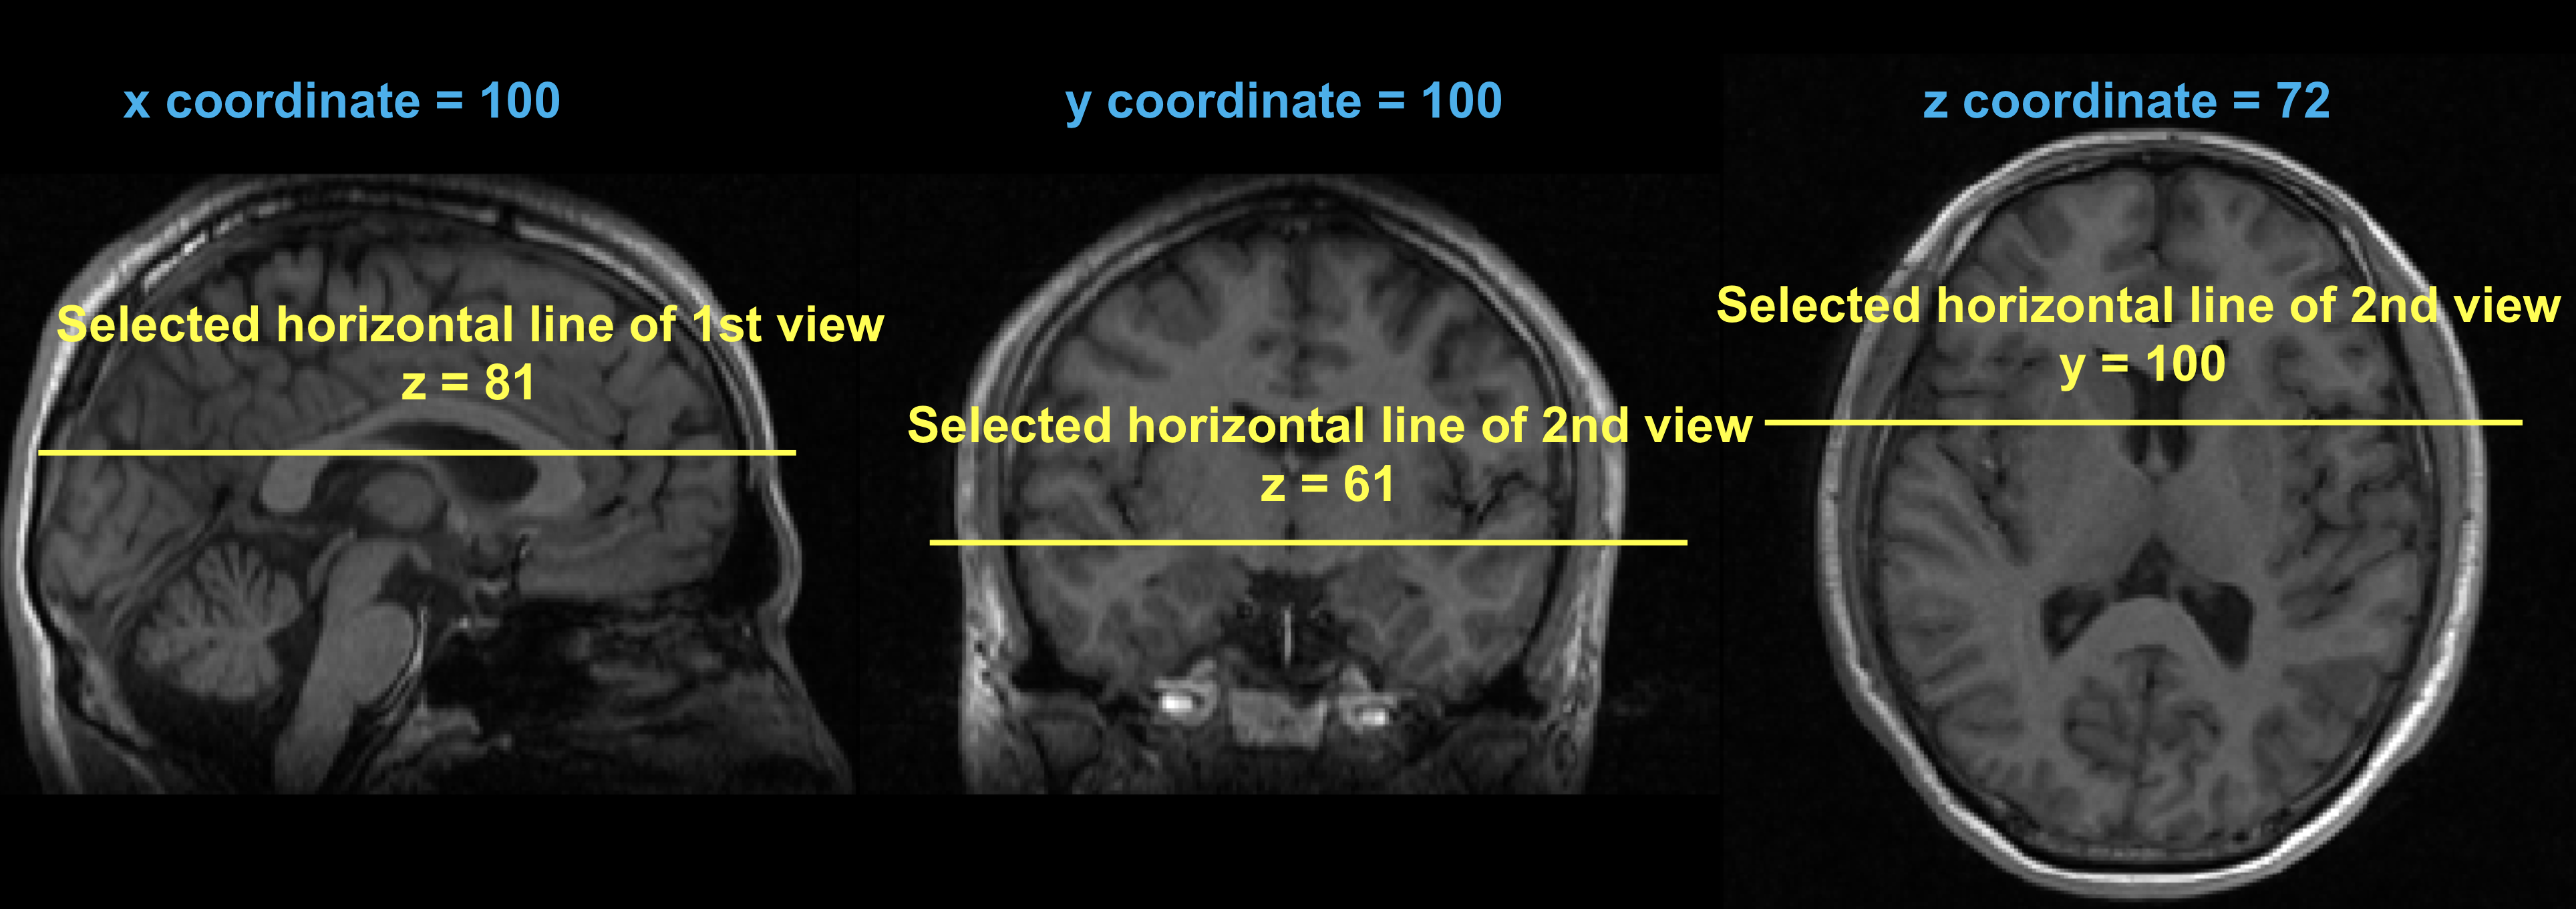 x coordinate = 100
y coordinate = 100
z coordinate = 72
Selected horizontal line of 1st view
z = 81
Selected horizontal line of 2nd view
z = 61
Selected horizontal line of 2nd view
y = 100